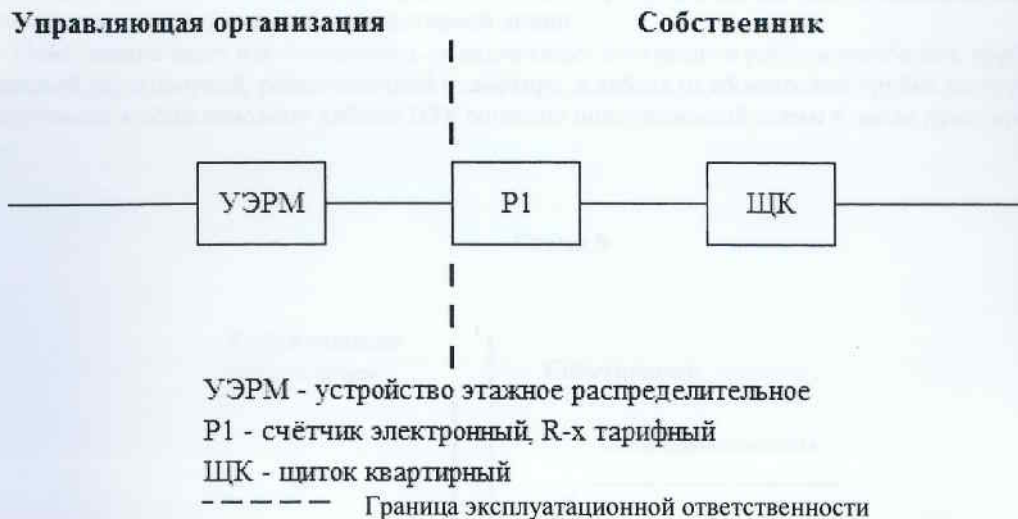 Управляющая организация Собственник
УЭРМ Р1 ЩК
УЭРМ - устройство этажное распределительное
Р1 - счётчик электронный, R-х тарифный
ЩК - щиток квартирный
Граница эксплуатационной ответственности